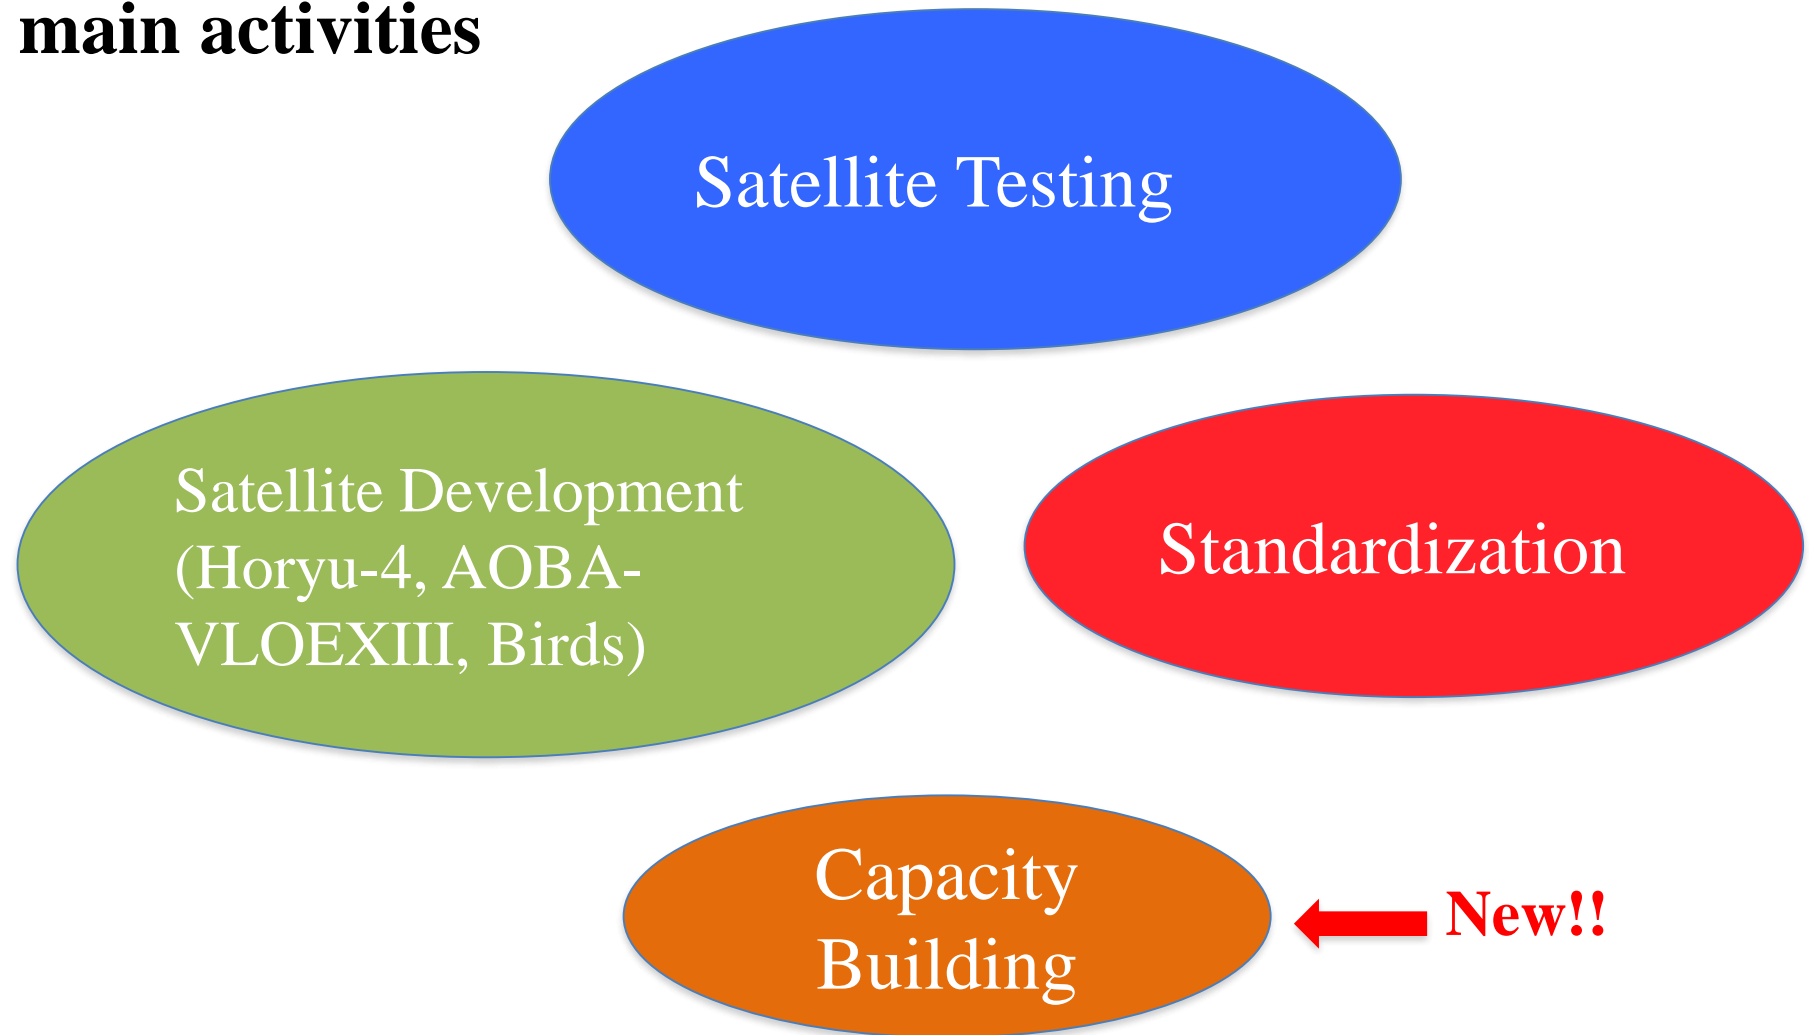 main activities
Satellite Testing
Satellite Development
(Horyu-4, AOBA-
VLOEXIII, Birds)
Standardization
Capacity
Building
New!!